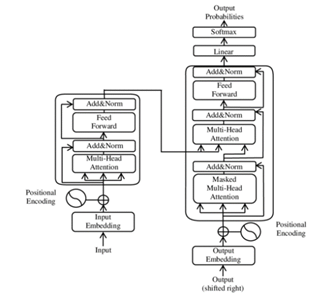 Output
Probabilities
Softmax
Linear
Add&Norm
Feed
Forward
Add&Norm
Multi-Head
Attention
Add&Norm
Masked
Multi-Head
Attention
Positional
Encoding
Output
Embedding
Output
(shifted right)
Add&Norm
Feed
Forward
Add&Norm
Multi-Head
Attention
Positional
Encoding
Input
Embedding
Input